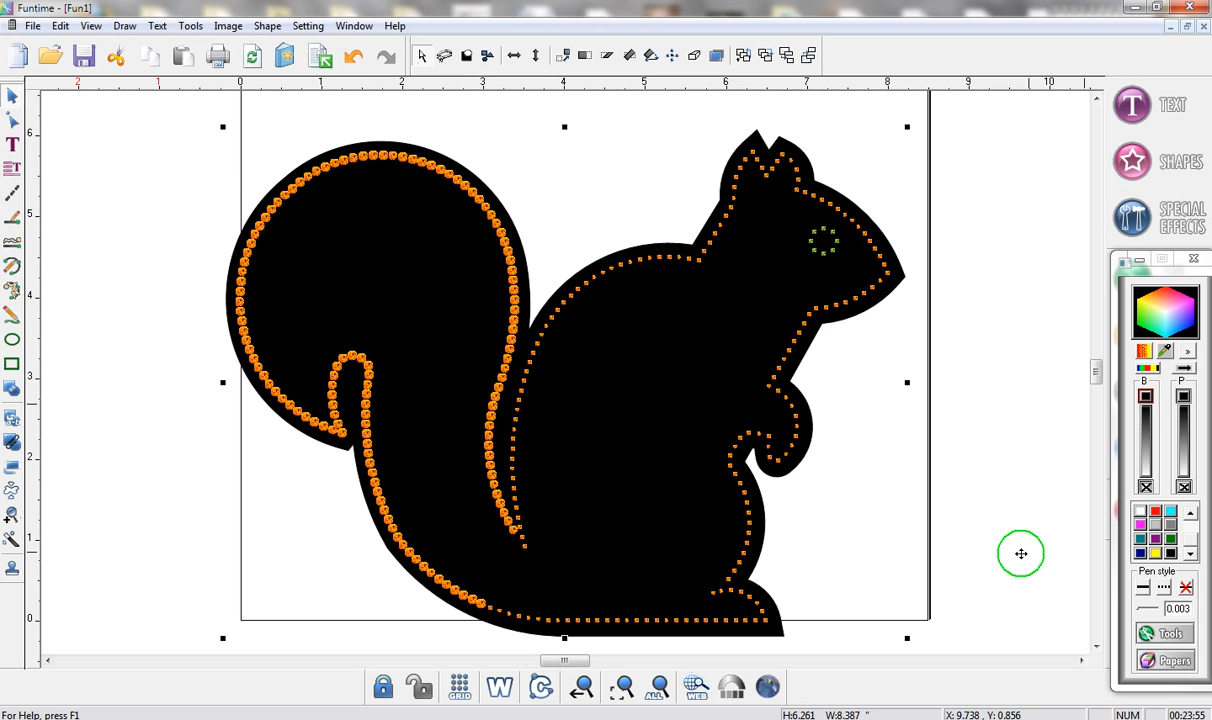 Funtime - [Fun1]
File Edit View Draw Text Tools Image Shape Setting Window Help
2 1 0 1 2 3 4 5 6 7 8 9 10
6
5
4
3
2
1
0
TEXT
SHAPES
SPECIAL
EFFECTS
B P
Pen style
0.003
Tools
Papers
GRID W C ALL WEB
For Help, press F1 H:6.261 W:8.387 " X: 9.738 , Y: 0.856 NUM 00:23:55